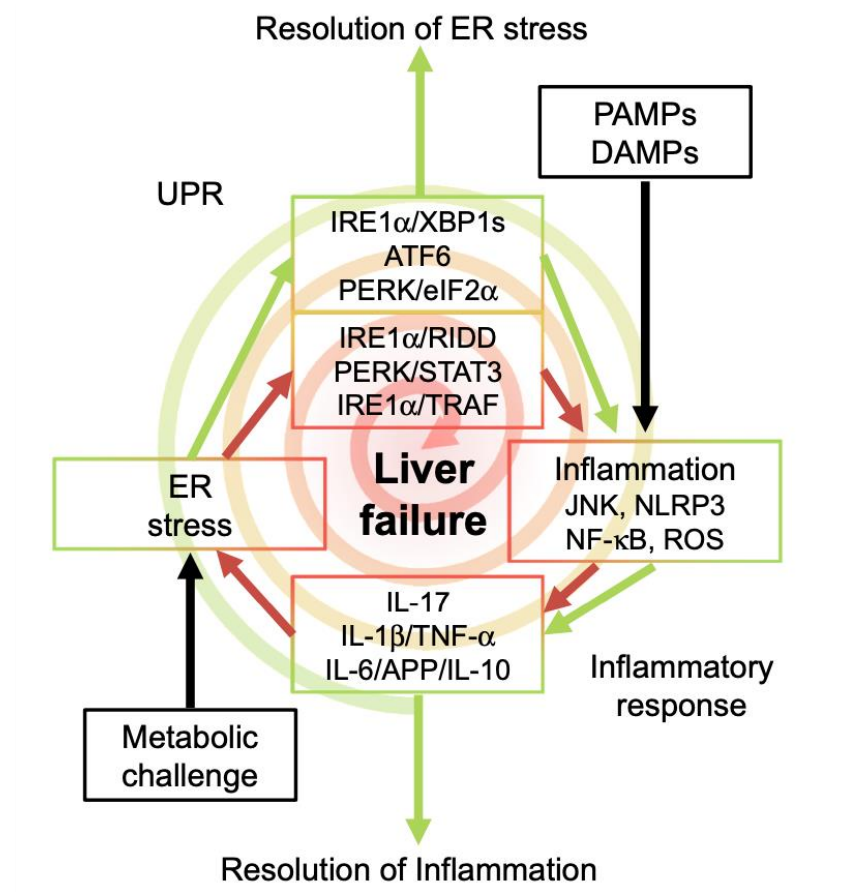 Resolution of ER stress
PAMPs
DAMPs
UPR
IRE1α/XBP1s
ATF6
PERK/eIF2α
IRE1α/RIDD
PERK/STAT3
IRE1α/TRAF
Liver
failure
ER
stress
Inflammation
JNK, NLRP3
NF-κB, ROS
IL-17
IL-1β/TNF-α
IL-6/APP/IL-10
Inflammatory
response
Metabolic
challenge
Resolution of Inflammation